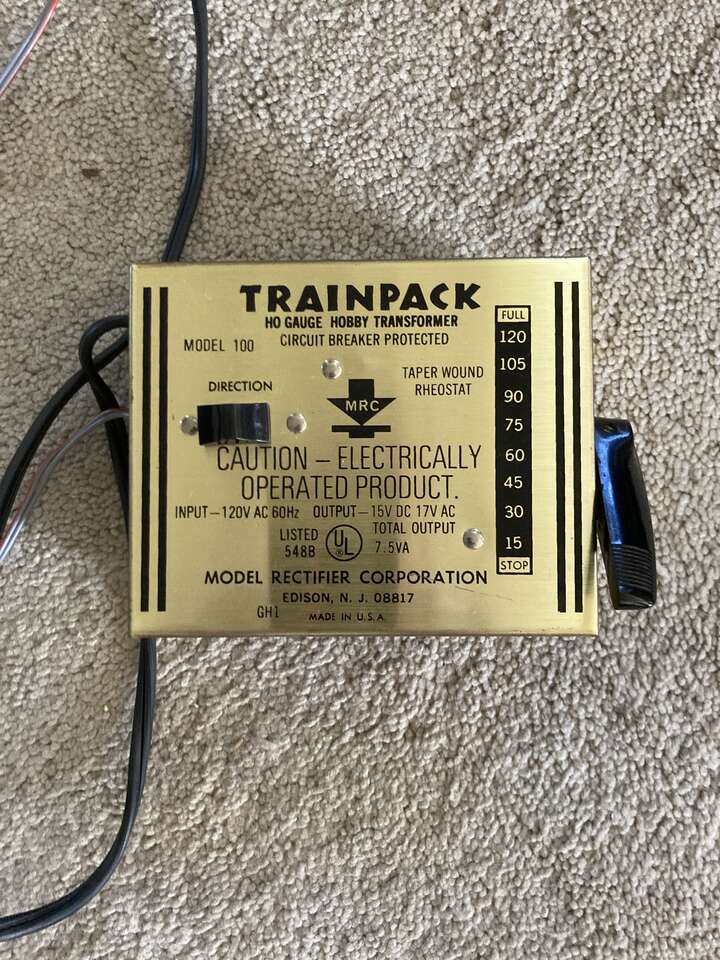 TRAINPACK
HO GAUGE HOBBY TRANSFORMER
MODEL 100
CIRCUIT BREAKER PROTECTED
DIRECTION
TAPER WOUND
RHEOSTAT
MRC
CAUTION – ELECTRICALLY
OPERATED PRODUCT.
INPUT – 120V AC 60Hz OUTPUT – 15V DC 17V AC
LISTED
548B
UL
TOTAL OUTPUT
7.5VA
MODEL RECTIFIER CORPORATION
EDISON, N. J. 08817
GH1
MADE IN U.S.A.
FULL
120
105
90
75
60
45
30
15
STOP